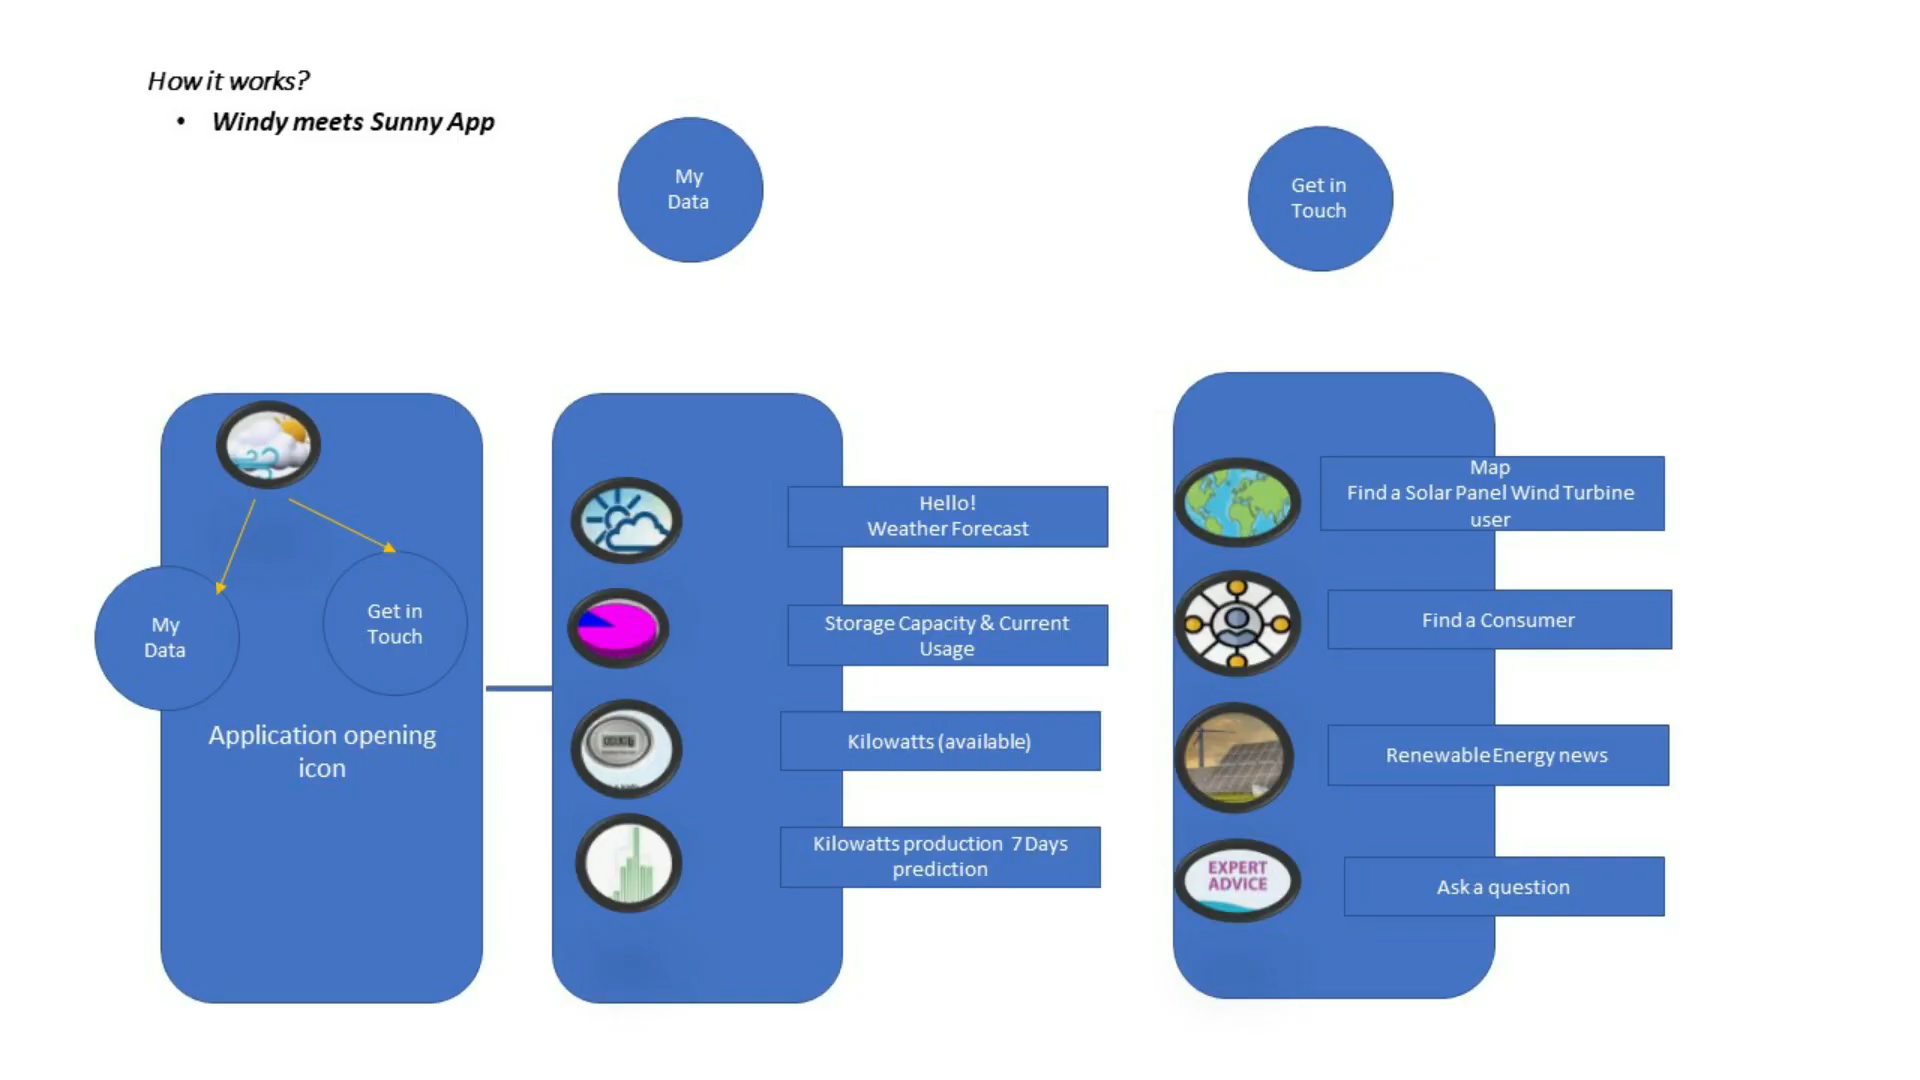 How it works?
• Windy meets Sunny App
My
Data
Get in
Touch
My
Data
Get in
Touch
Application opening
icon
Hello!
Weather Forecast
Storage Capacity & Current
Usage
Kilowatts (available)
Kilowatts production 7 Days
prediction
Map
Find a Solar Panel Wind Turbine
user
Find a Consumer
Renewable Energy news
EXPERT
ADVICE
Ask a question